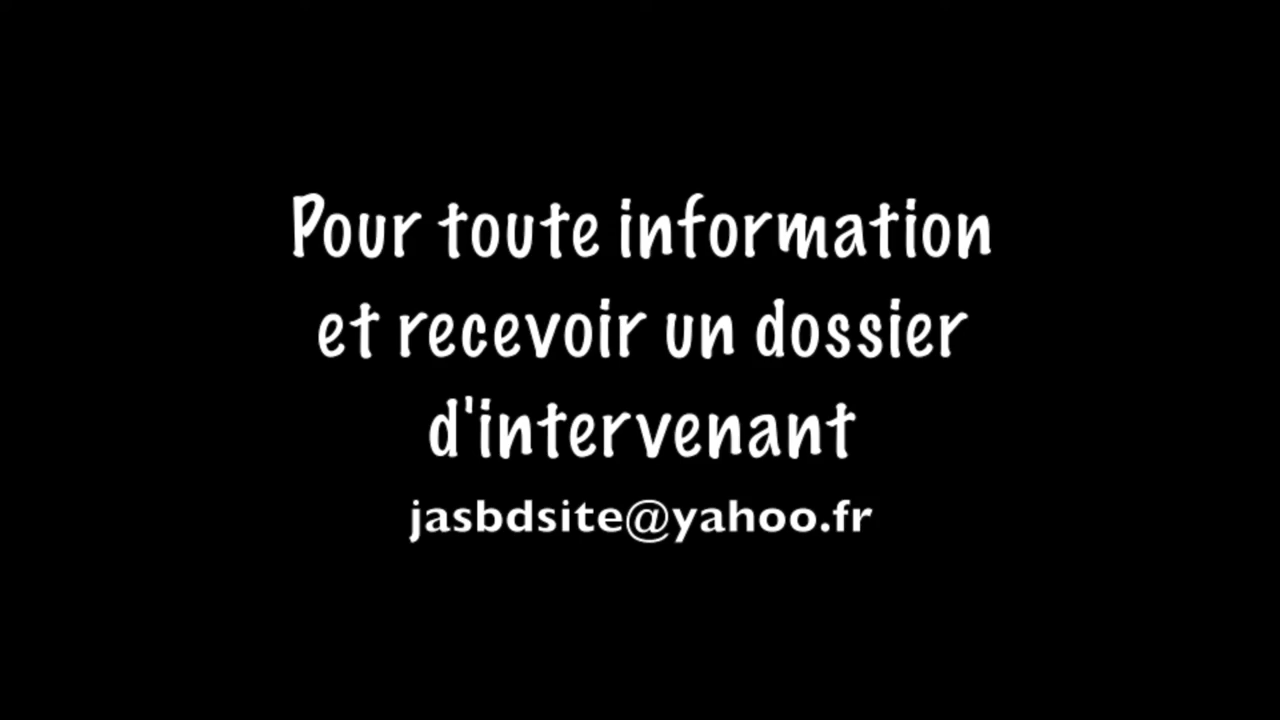 Pour toute information
et recevoir un dossier
d'intervenant
jasbdsite@yahoo.fr